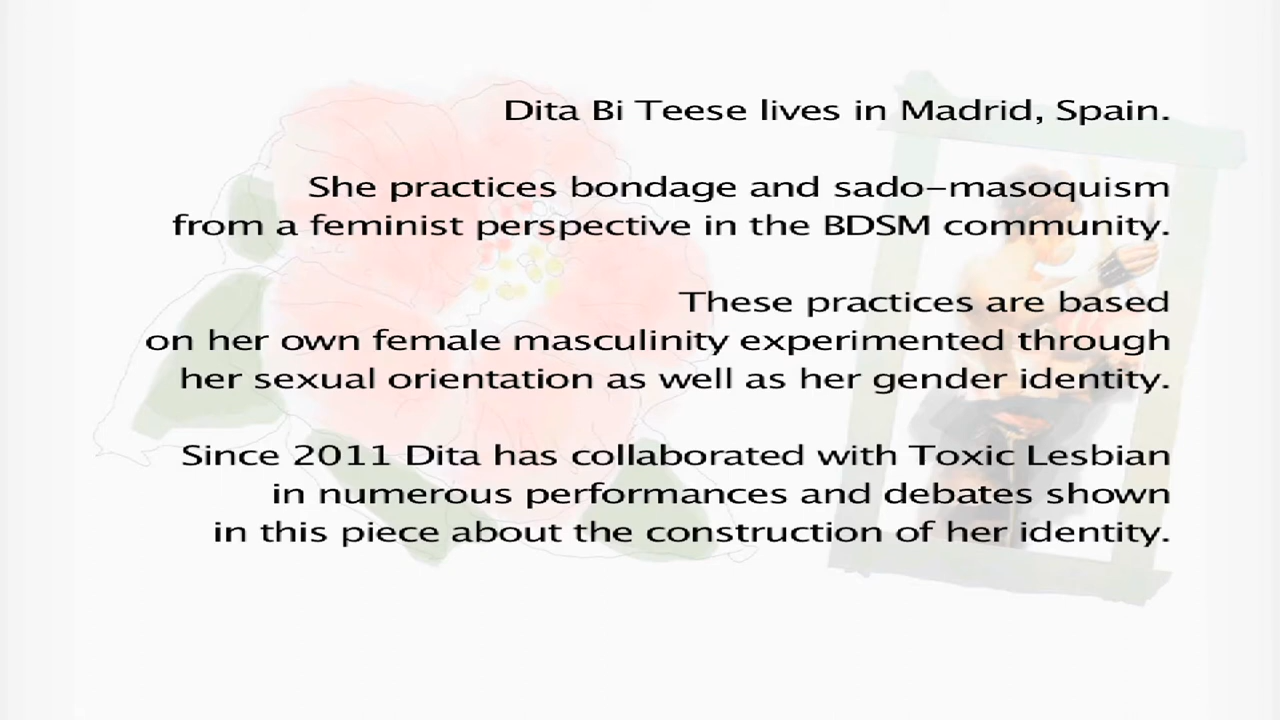 Dita Bi Teese lives in Madrid, Spain.
She practices bondage and sado-masoquism
from a feminist perspective in the BDSM community.
These practices are based
on her own female masculinity experimented through
her sexual orientation as well as her gender identity.
Since 2011 Dita has collaborated with Toxic Lesbian
in numerous performances and debates shown
in this piece about the construction of her identity.